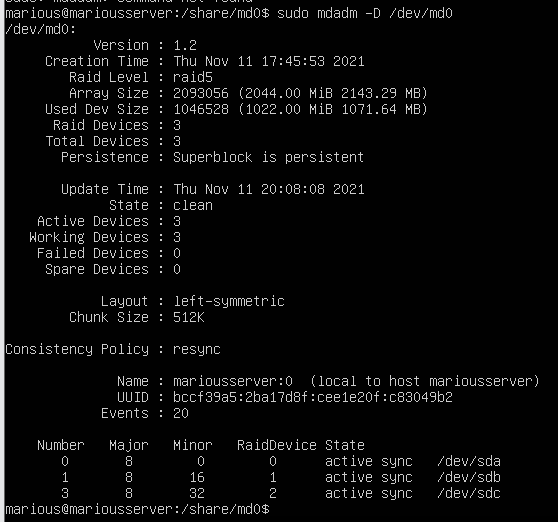 marious@mariousserver:/share/md0$ sudo mdadm -D /dev/md0
/dev/md0:
Version : 1.2
Creation Time : Thu Nov 11 17:45:53 2021
Raid Level : raid5
Array Size : 2093056 (2044.00 MiB 2143.29 MB)
Used Dev Size : 1046528 (1022.00 MiB 1071.64 MB)
Raid Devices : 3
Total Devices : 3
Persistence : Superblock is persistent
Update Time : Thu Nov 11 20:08:08 2021
State : clean
Active Devices : 3
Working Devices : 3
Failed Devices : 0
Spare Devices : 0
Layout : left-symmetric
Chunk Size : 512K
Consistency Policy : resync
Name : mariousserver:0 (local to host mariousserver)
UUID : bccf39a5:2ba17d8f:cee1e20f:c83049b2
Events : 20
Number Major Minor RaidDevice State
0 8 0 0 active sync /dev/sda
1 8 16 1 active sync /dev/sdb
3 8 32 2 active sync /dev/sdc
marious@mariousserver:/share/md0$